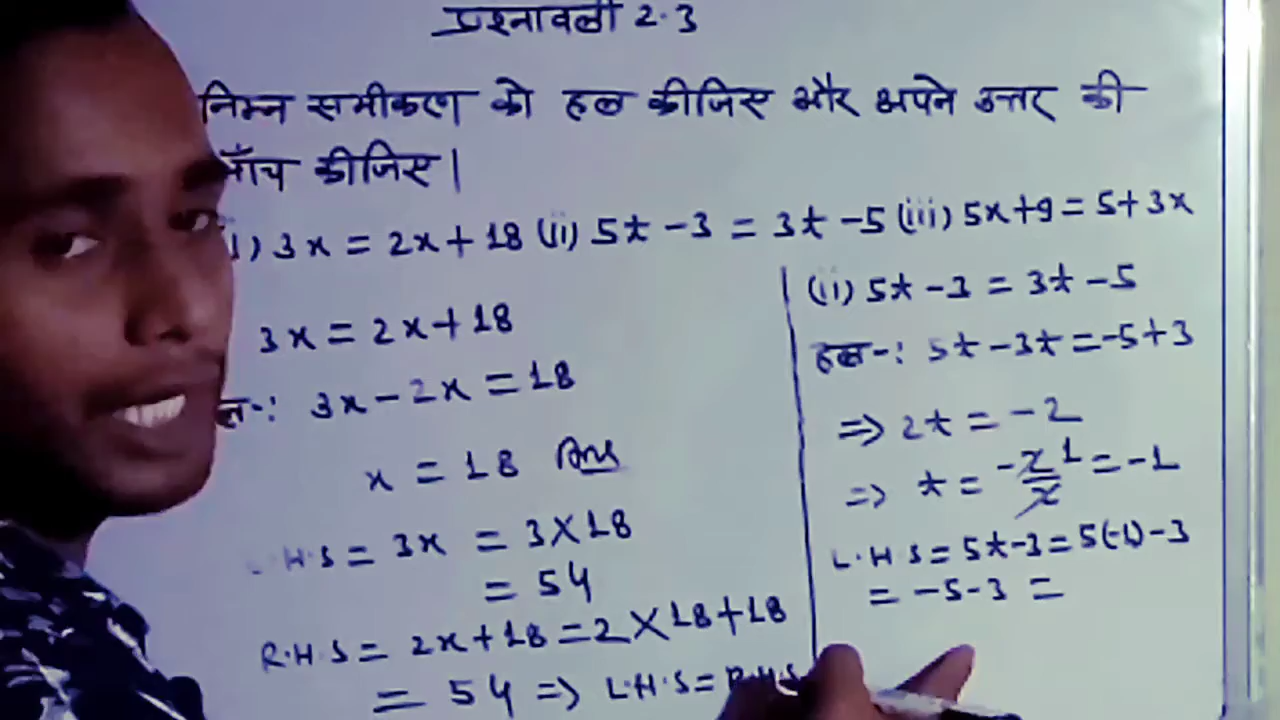 प्रश्नावली 2.3
निम्न समीकरण को हल कीजिए और अपने उत्तर की
जाँच कीजिए।
(i) 3x = 2x + 18 (ii) 5t - 3 = 3t - 5 (iii) 5x + 9 = 5 + 3x
3x = 2x + 18
हल-: 3x - 2x = 18
x = 18 Ans
L.H.S = 3x = 3 × 18
= 54
R.H.S = 2x + 18 = 2 × 18 + 18
= 54 => L.H.S = R.H.S
(ii) 5t - 3 = 3t - 5
हल-: 5t - 3t = -5 + 3
=> 2t = -2
=> t = -2/2 1 = -1
L.H.S = 5t - 3 = 5(-1) - 3
= -5 - 3 =